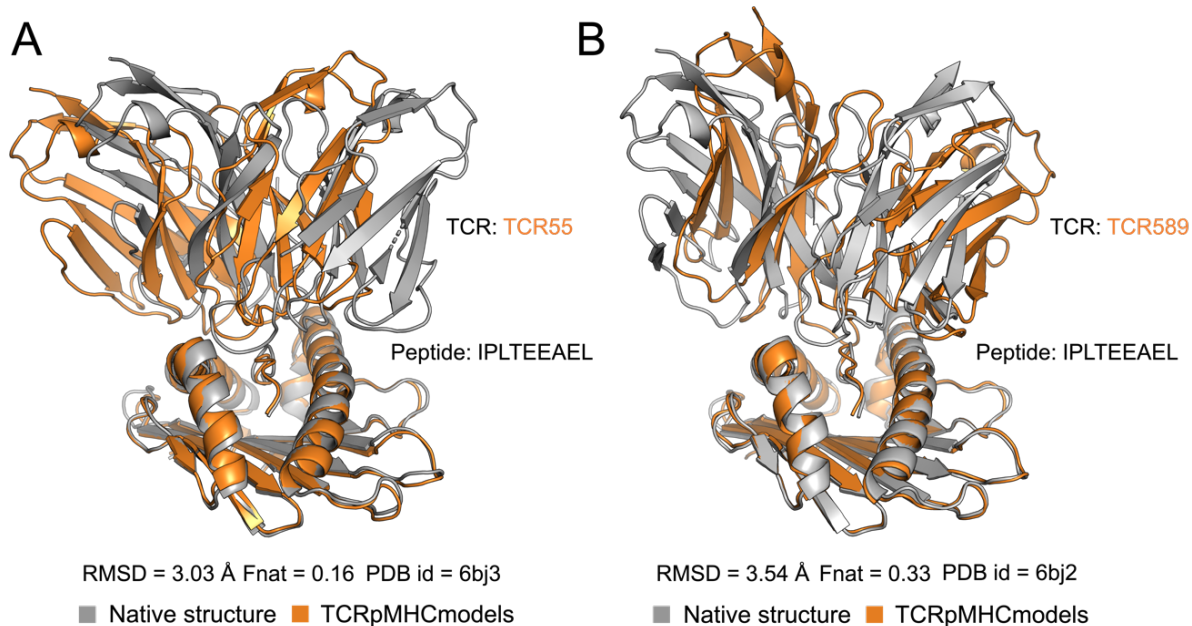 A
B
TCR: TCR55
TCR: TCR589
Peptide: IPLTEEAEL
Peptide: IPLTEEAEL
RMSD = 3.03 Å Fnat = 0.16 PDB id = 6bj3
RMSD = 3.54 Å Fnat = 0.33 PDB id = 6bj2
Native structure TCRpMHCmodels
Native structure TCRpMHCmodels